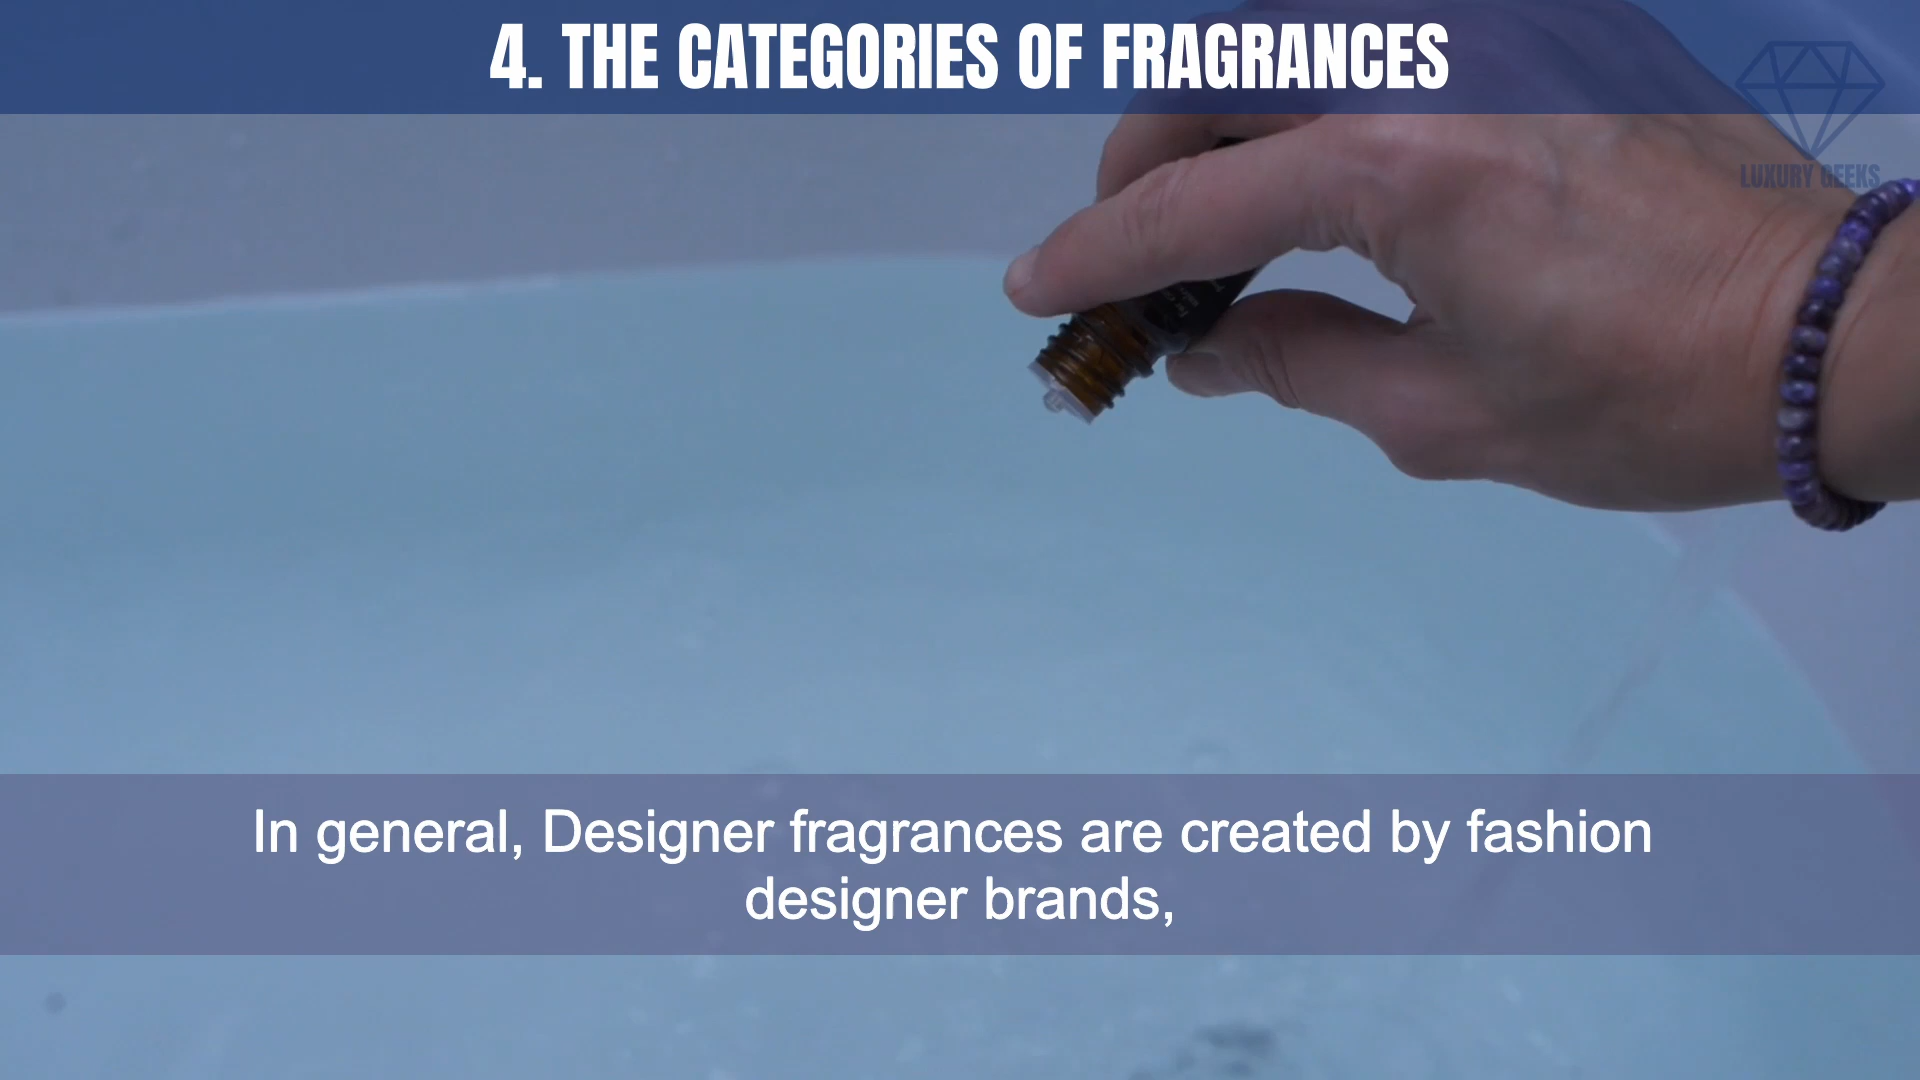 4. THE CATEGORIES OF FRAGRANCES
LUXURY GEEKS
In general, Designer fragrances are created by fashion
designer brands,